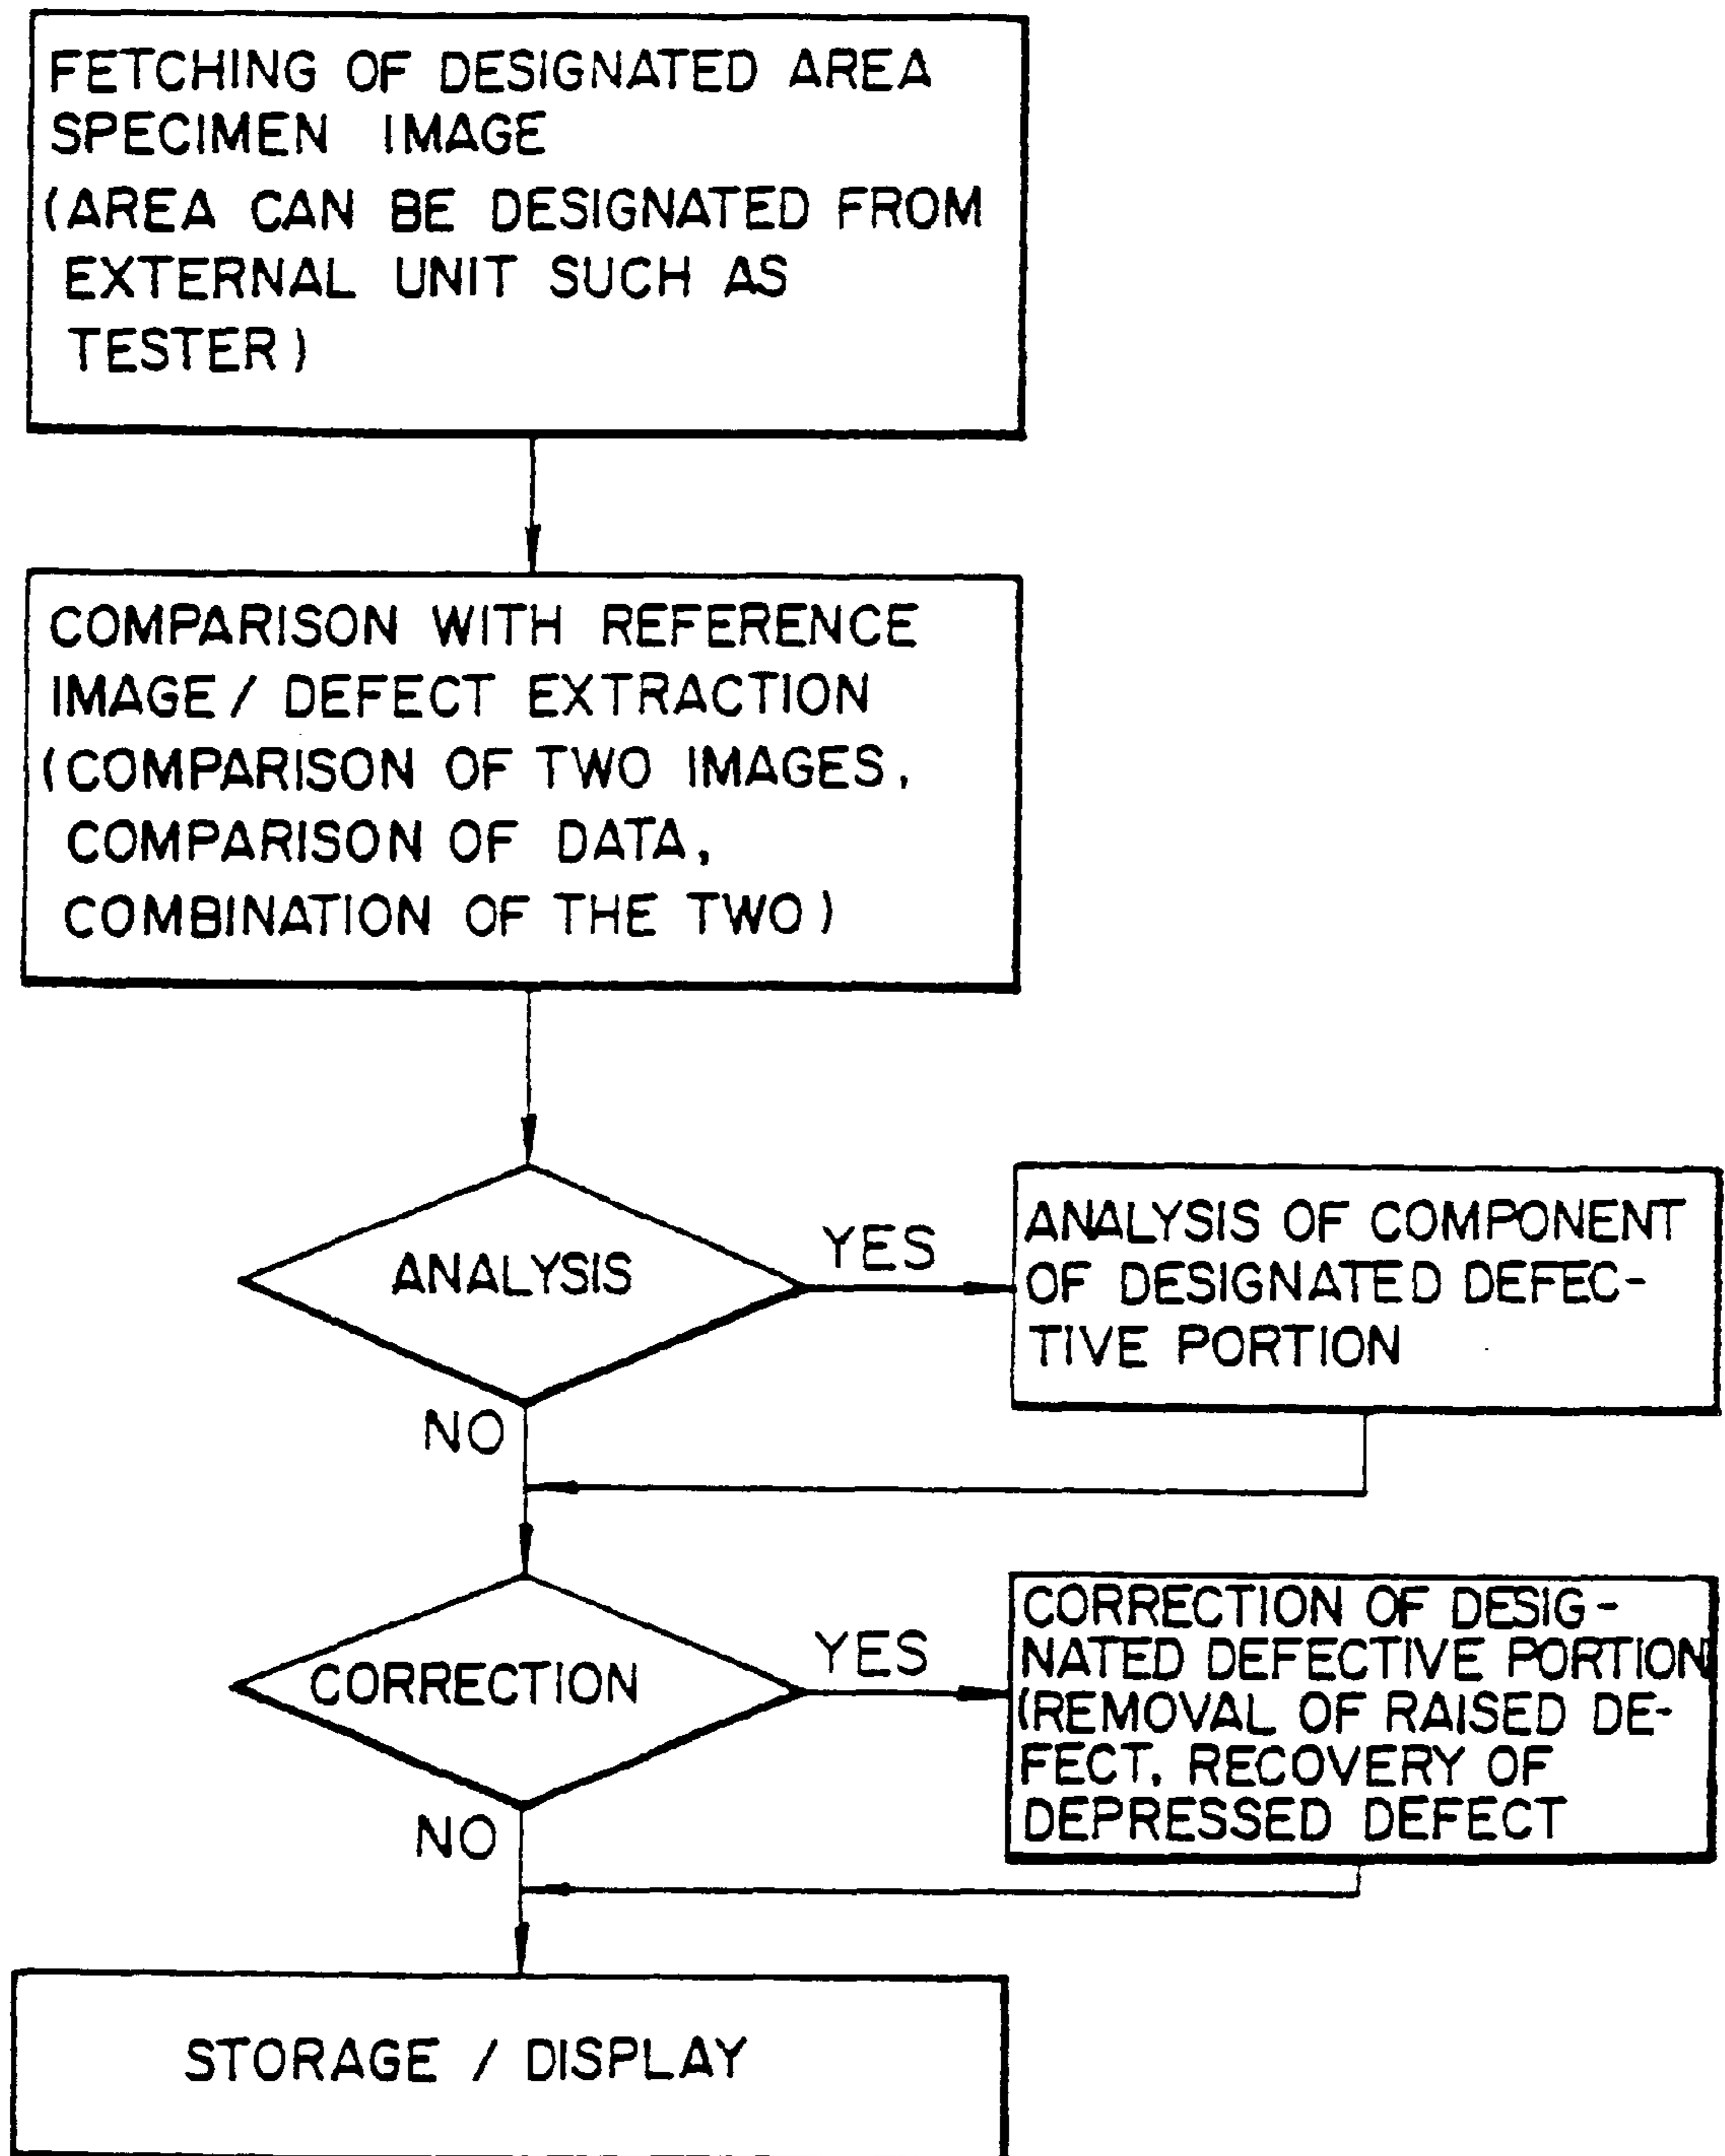 FETCHING OF DESIGNATED AREA
SPECIMEN IMAGE
(AREA CAN BE DESIGNATED FROM
EXTERNAL UNIT SUCH AS
TESTER)
COMPARISON WITH REFERENCE
IMAGE / DEFECT EXTRACTION
(COMPARISON OF TWO IMAGES,
COMPARISON OF DATA,
COMBINATION OF THE TWO)
ANALYSIS
YES
ANALYSIS OF COMPONENT
OF DESIGNATED DEFEC-
TIVE PORTION
NO
CORRECTION
YES
CORRECTION OF DESIG-
NATED DEFECTIVE PORTION
(REMOVAL OF RAISED DE-
FECT, RECOVERY OF
DEPRESSED DEFECT
NO
STORAGE / DISPLAY